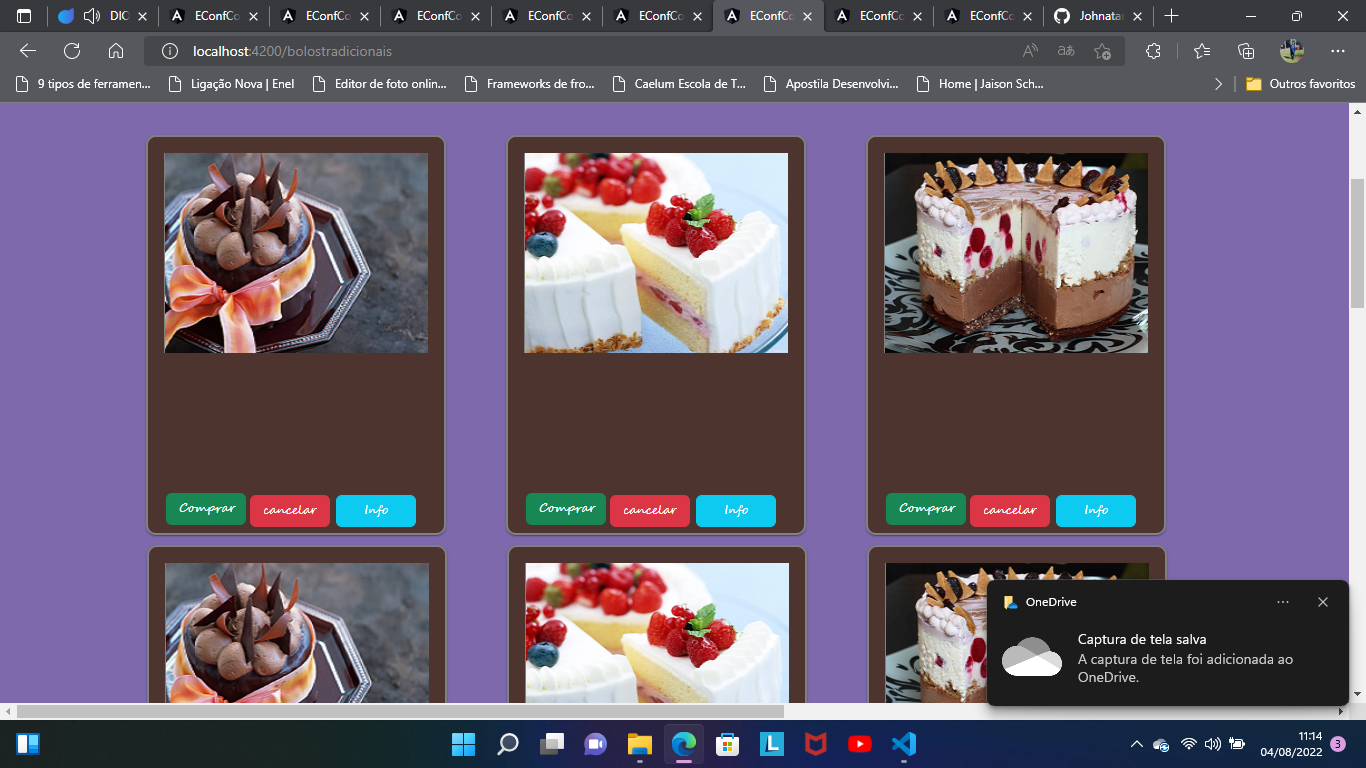 DIC
EConfCo
EConfCo
EConfCo
EConfCo
EConfCo
EConfCo
EConfCo
EConfCo
Johnatan
localhost:4200/bolostradicionais
9 tipos de ferramen...
Ligação Nova | Enel
Editor de foto onlin...
Frameworks de fro...
Caelum Escola de T...
Apostila Desenvolvi...
Home | Jaison Sch...
Outros favoritos
Comprar cancelar Info
Comprar cancelar Info
Comprar cancelar Info
OneDrive
Captura de tela salva
A captura de tela foi adicionada ao
OneDrive.
11:14
04/08/2022
3